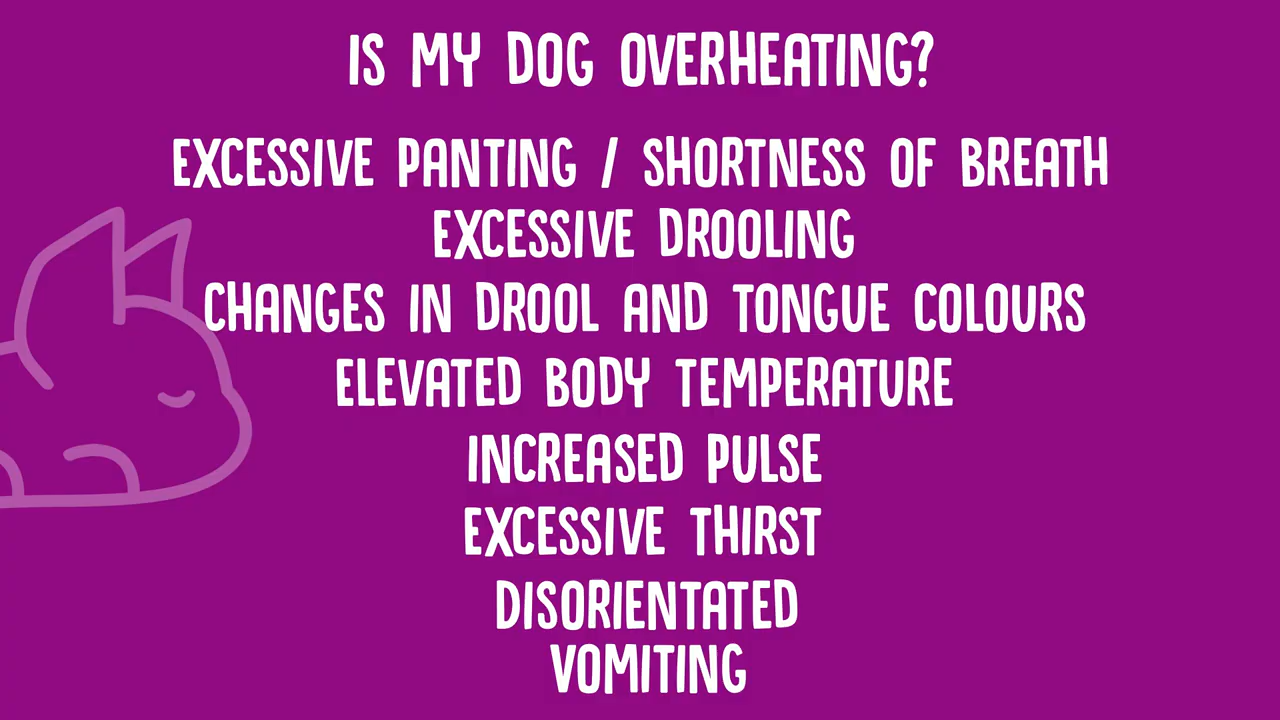 IS MY DOG OVERHEATING?
EXCESSIVE PANTING / SHORTNESS OF BREATH
EXCESSIVE DROOLING
CHANGES IN DROOL AND TONGUE COLOURS
ELEVATED BODY TEMPERATURE
INCREASED PULSE
EXCESSIVE THIRST
DISORIENTATED
VOMITING